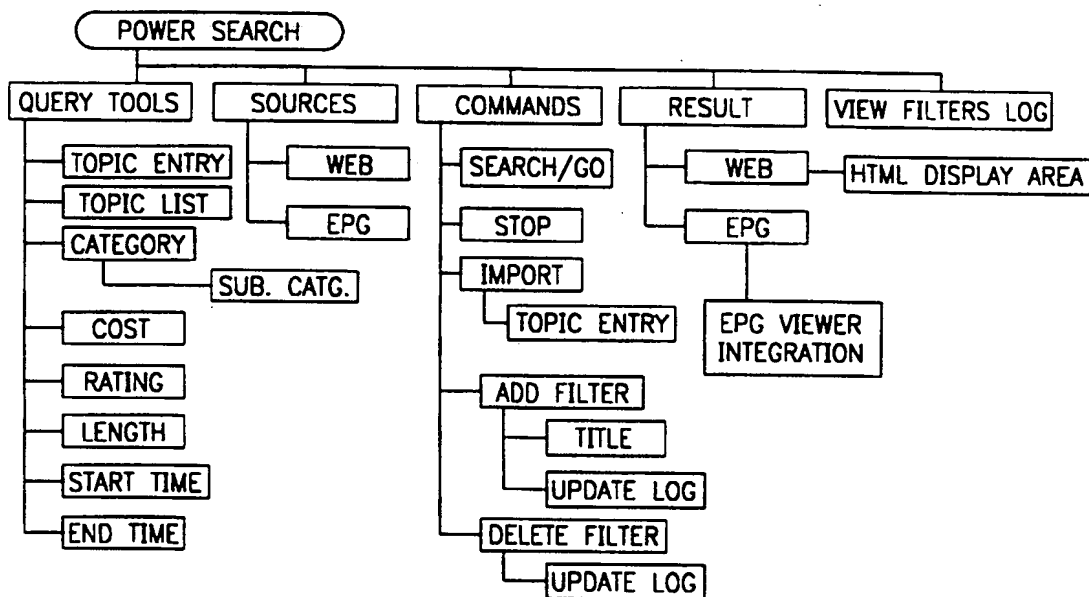 POWER SEARCH
QUERY TOOLS
TOPIC ENTRY
TOPIC LIST
CATEGORY
SUB. CATG.
COST
RATING
LENGTH
START TIME
END TIME
SOURCES
WEB
EPG
COMMANDS
SEARCH/GO
STOP
IMPORT
TOPIC ENTRY
ADD FILTER
TITLE
UPDATE LOG
DELETE FILTER
UPDATE LOG
RESULT
WEB
HTML DISPLAY AREA
EPG
EPG VIEWER
INTEGRATION
VIEW FILTERS LOG